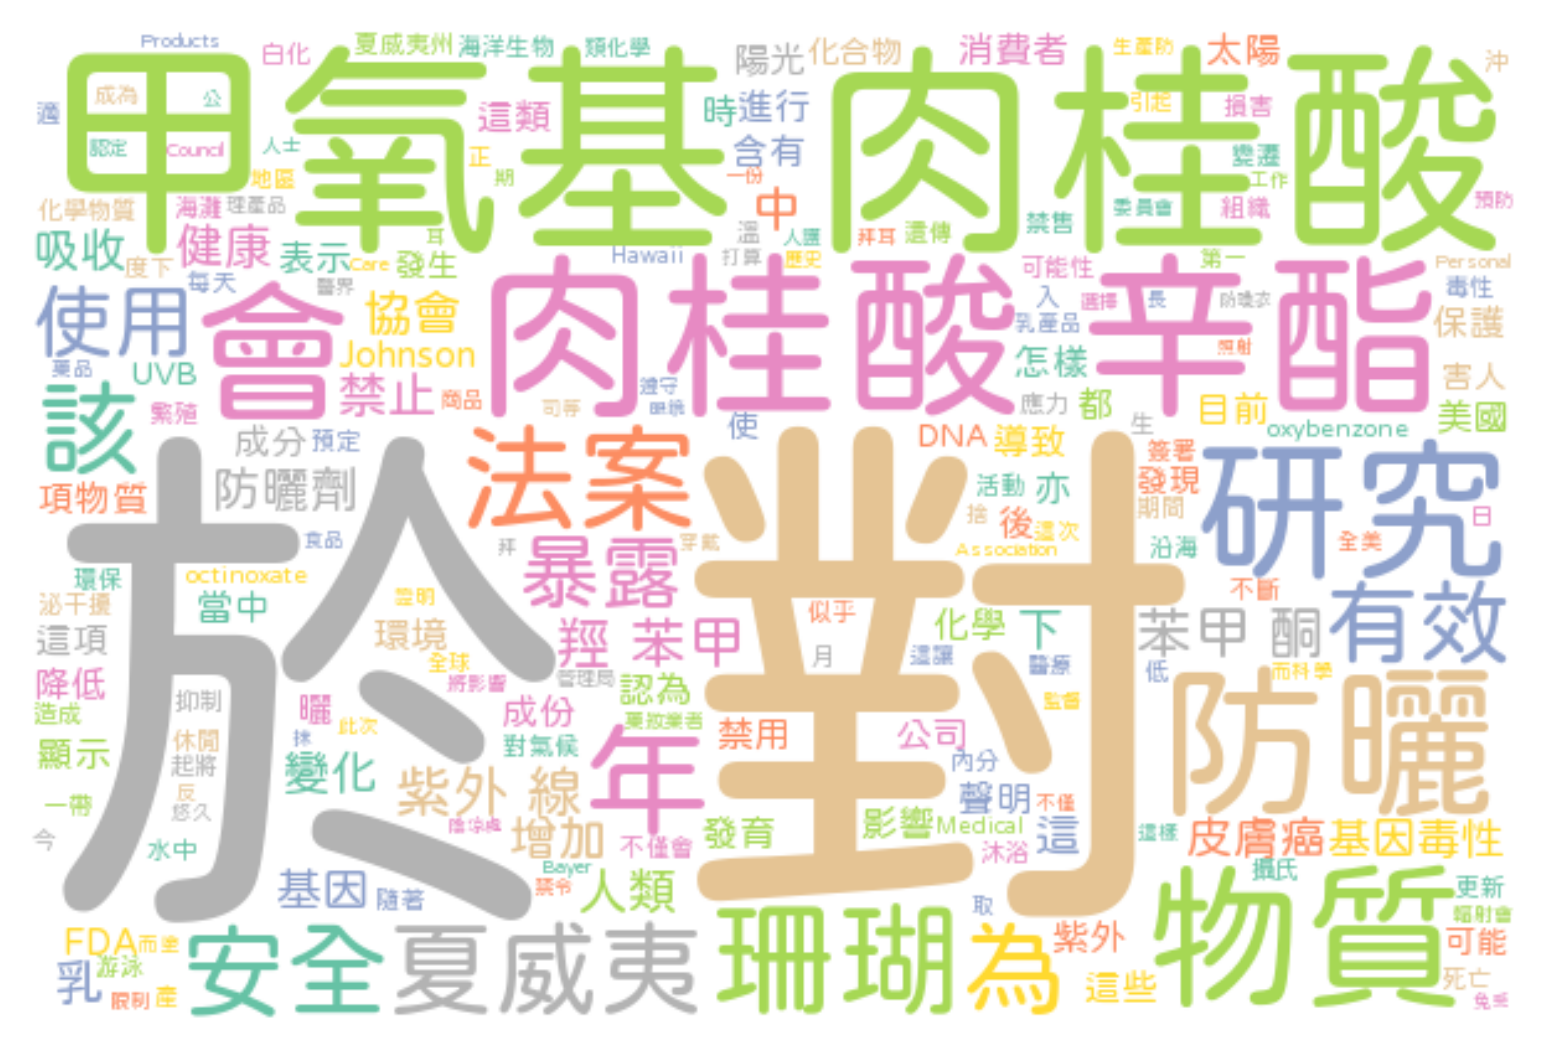 Products
白化
夏威夷州
海洋生物
類化學
陽光
化合物
消費者
生產防
太陽
沖
適
成為
公
甲氧基 肉桂酸
這類
時
進行
引起
損害
認定
Council
人士
正
含有
變遷
地區
期
一份
工作
化學物質
海灘
理產品
中
禁售
委員會
組織
預防
耳
溫
人匯
拜耳
遺傳
吸收
度下
健康
表示
Care
發生
Hawaii
打算
歷史
可能性
第一
Personal
每天
醫界
入
選擇
長
防曬衣
毒性
使用
會
協會
肉桂酸辛酯
乳產品
保護
Johnson
怎樣
照射
藥品
UVB
禁止
商品
遵守
眼鏡
害人
該
繁殖
司等
應力
都
目前
美國
成分
預定
使
生
oxybenzone
法案
DNA
導致
簽署
研究
項物質
防曬劑
活動
亦
發現
捨
後
這次
期間
日
於
對
食品
拜
穿戴
Association
沿海
全美
暴露
環保
octinoxate
不斷
有效
泌干擾
當中
聲明
似乎
化學
下
苯甲酮
這項
環境
羥苯甲
月
這讓
醫療
低
而科學
降低
全球
將影響
管理局
認為
監督
防曬
造成
抑制
曬
此次
成份
藥妝業者
抹
對氣候
年
禁用
公司
顯示
休閒
起將
變化
內分
紫外線
反
悠久
聲明
不僅
一帶
今
陰涼處
增加
不僅會
發育
影響
Medical
這
這樣
皮膚癌
基因毒性
水中
沐浴
Bayer
禁令
攝氏
基因
隨著
人類
取
物質
更新
輻射會
FDA
而塗
安全
夏威夷
珊瑚
為
紫外
可能
乳
游泳
限制
產
這些
死亡